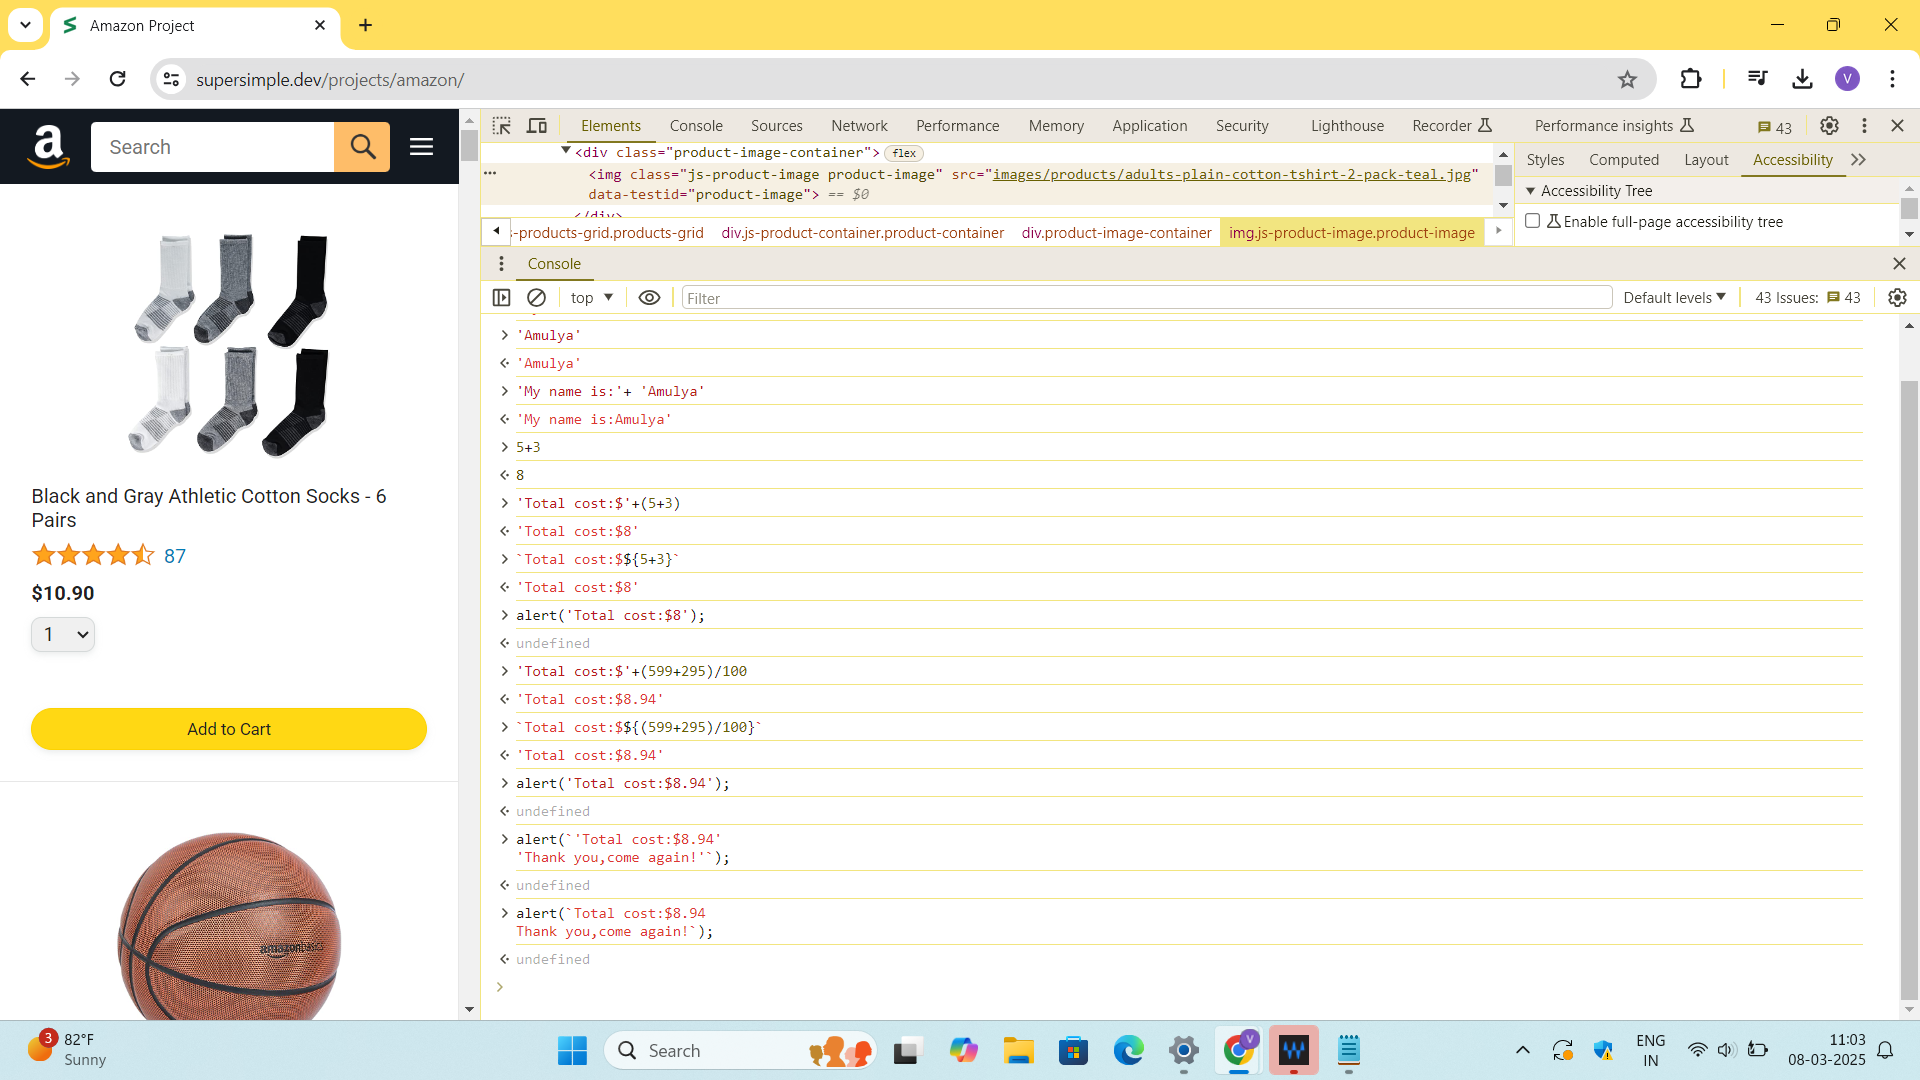 Amazon Project
supersimple.dev/projects/amazon/
V
Search
Black and Gray Athletic Cotton Socks - 6
Pairs
87
$10.90
1
Add to Cart
amazonbasics
Elements Console Sources Network Performance Memory Application Security Lighthouse Recorder Performance insights 43
<div class="product-image-container"> flex
<img class="js-product-image product-image" src="images/products/adults-plain-cotton-tshirt-2-pack-teal.jpg"
data-testid="product-image"> == $0
</div>
s-products-grid.products-grid div.js-product-container.product-container div.product-image-container img.js-product-image.product-image
Styles Computed Layout Accessibility
Accessibility Tree
Enable full-page accessibility tree
Console
top Filter Default levels 43 Issues: 43
'Amulya'
'Amulya'
'My name is:'+ 'Amulya'
'My name is:Amulya'
5+3
8
'Total cost:$'+(5+3)
'Total cost:$8'
`Total cost:$${5+3}`
'Total cost:$8'
alert('Total cost:$8');
undefined
'Total cost:$'+(599+295)/100
'Total cost:$8.94'
`Total cost:$${(599+295)/100}`
'Total cost:$8.94'
alert('Total cost:$8.94');
undefined
alert(`'Total cost:$8.94'
'Thank you,come again!'`);
undefined
alert(`Total cost:$8.94
Thank you,come again!`);
undefined
3
82°F
Sunny
Search
V
ENG
IN
11:03
08-03-2025